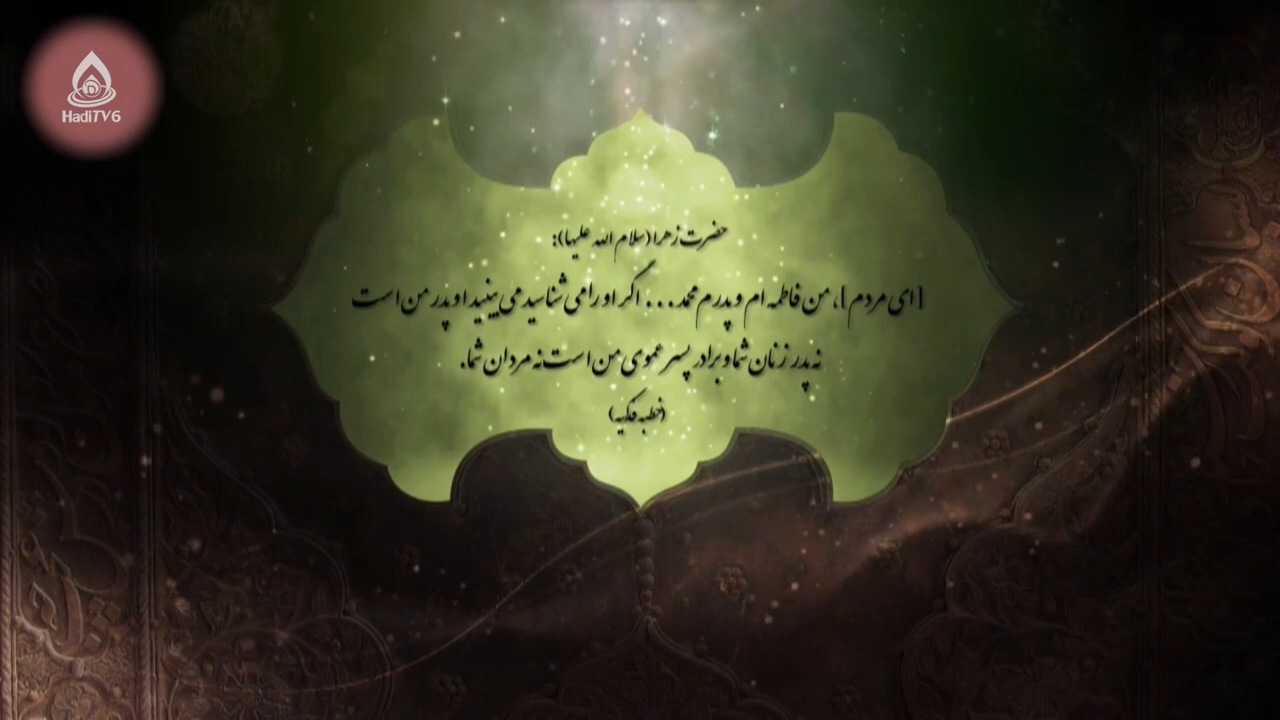 HadiTV6
حضرت زهرا (سلام الله علیها):
[ای مردم]، من فاطمه ام و پدرم محمد... اگر او را می شناسید می بینید او پدر من است
نه پدر زنان شما و برادر پسر عموی من است نه مردان شما.
(خطبه فدکیه)